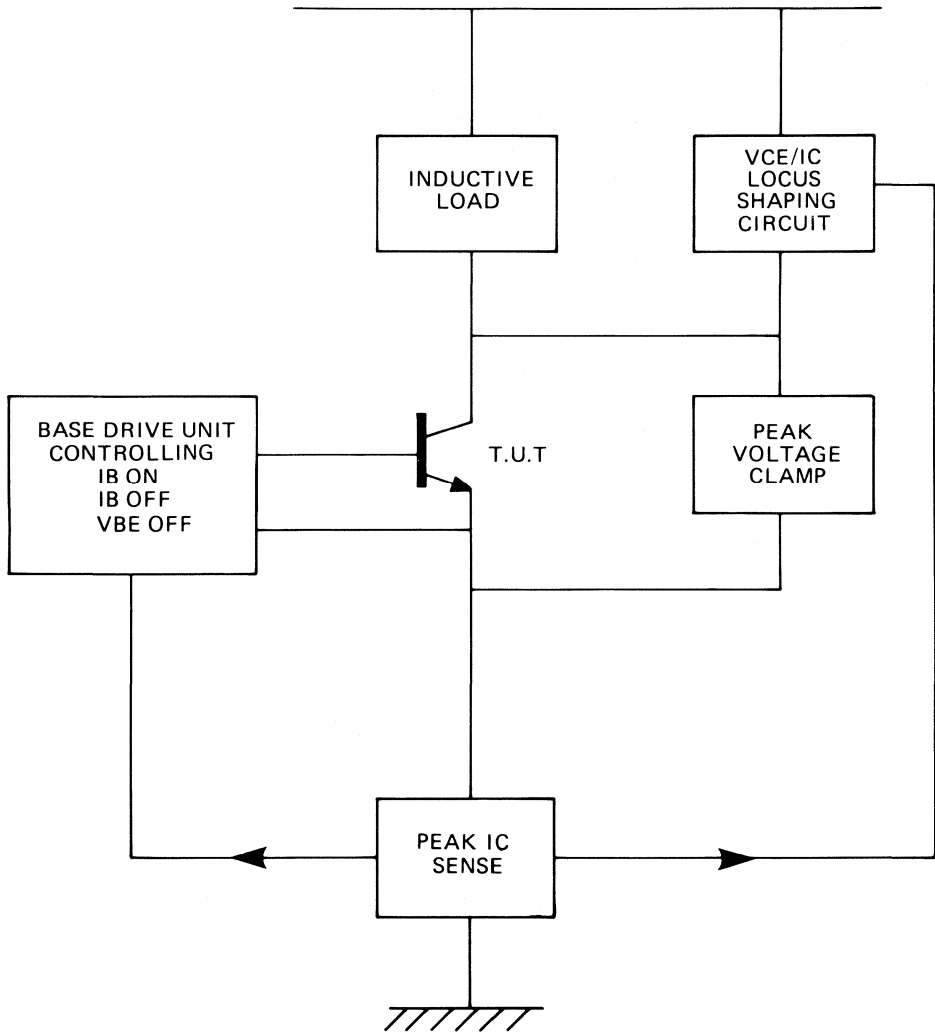 INDUCTIVE
LOAD
VCE/IC
LOCUS
SHAPING
CIRCUIT
BASE DRIVE UNIT
CONTROLLING
IB ON
IB OFF
VBE OFF
T.U.T
PEAK
VOLTAGE
CLAMP
PEAK IC
SENSE